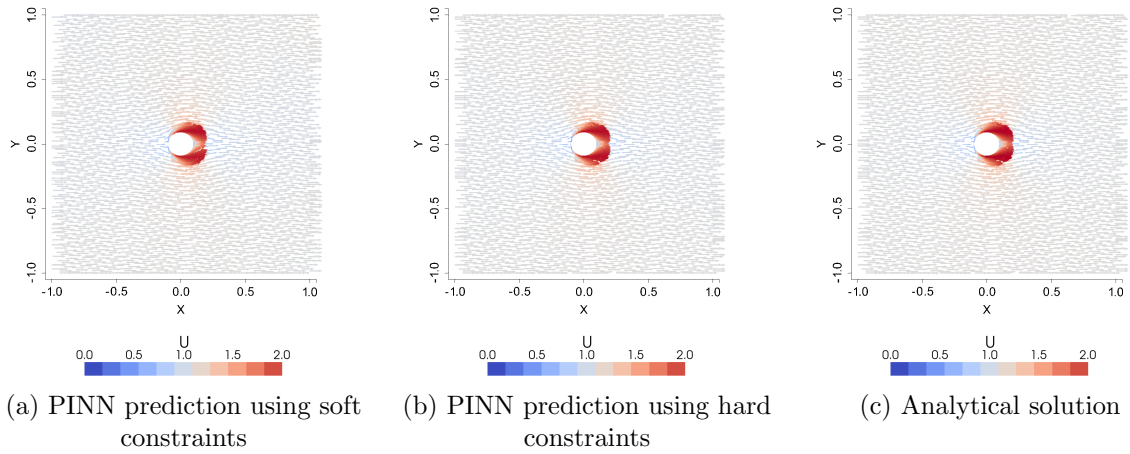 1.0
0.5
0.0
-0.5
-1.0
Y
-1.0 -0.5 0.0 0.5 1.0
X
U
0.0 0.5 1.0 1.5 2.0
(a) PINN prediction using soft
constraints
1.0
0.5
0.0
-0.5
-1.0
Y
-1.0 -0.5 0.0 0.5 1.0
X
U
0.0 0.5 1.0 1.5 2.0
(b) PINN prediction using hard
constraints
1.0
0.5
0.0
-0.5
-1.0
Y
-1.0 -0.5 0.0 0.5 1.0
X
U
0.0 0.5 1.0 1.5 2.0
(c) Analytical solution